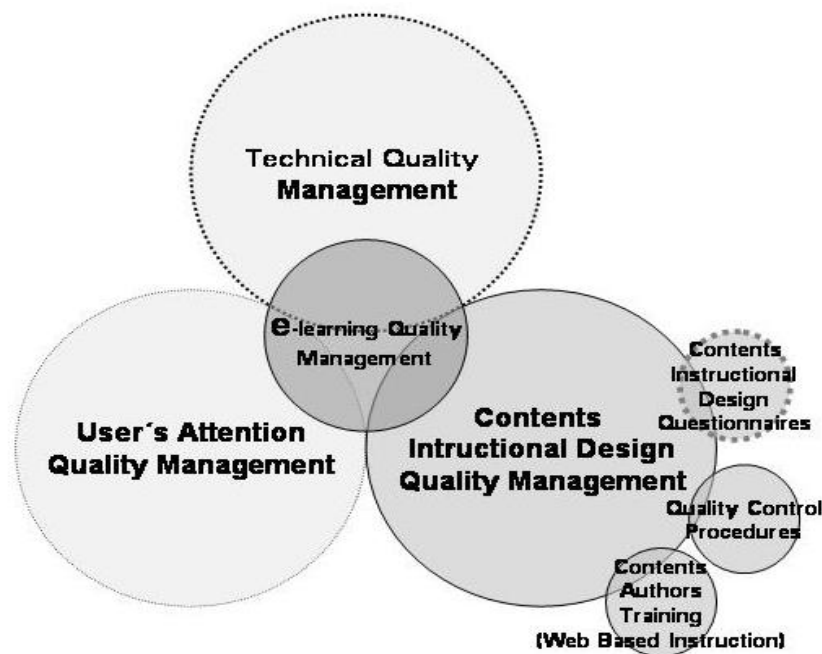 Technical Quality
Management
e-learning Quality
Management
User´s Attention
Quality Management
Contents
Intructional Design
Quality Management
Contents
Instructional
Design
Questionnaires
Quality Control
Procedures
Contents
Authors
Training
(Web Based Instruction)